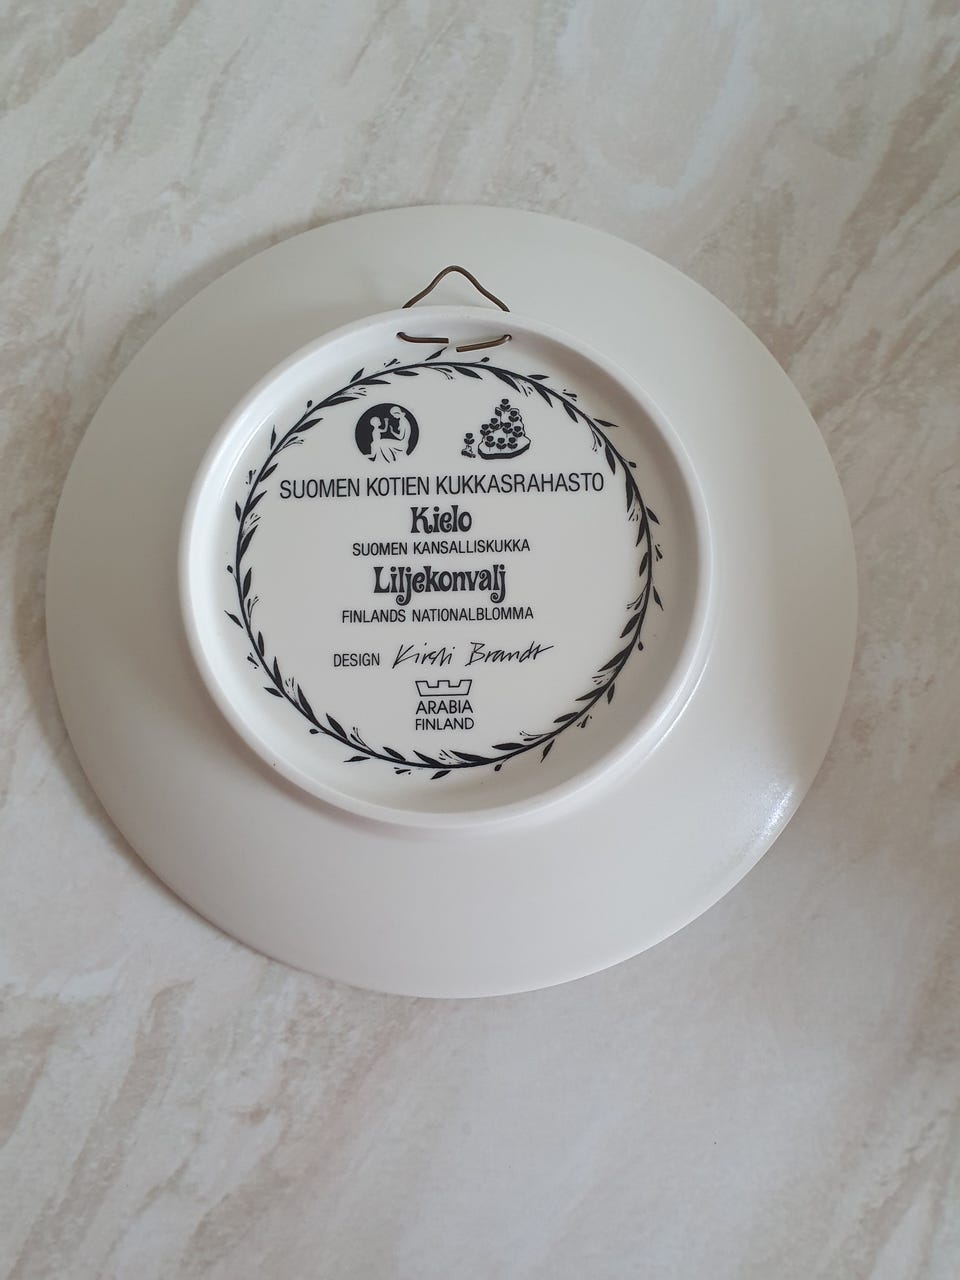 SUOMEN KOTIEN KUKKASRAHASTO
Kielo
SUOMEN KANSALLISKUKKA
Liljekonvalj
FINLANDS NATIONALBLOMMA
DESIGN Kirsti Brandt
ARABIA
FINLAND